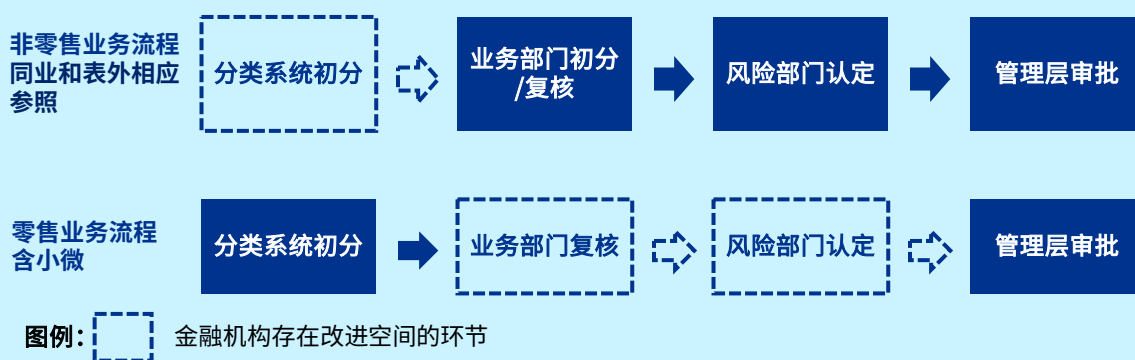 非零售业务流程
同业和表外相应
参照
分类系统初分
业务部门初分
/复核
风险部门认定
管理层审批
零售业务流程
含小微
分类系统初分
业务部门复核
风险部门认定
管理层审批
图例：
金融机构存在改进空间的环节